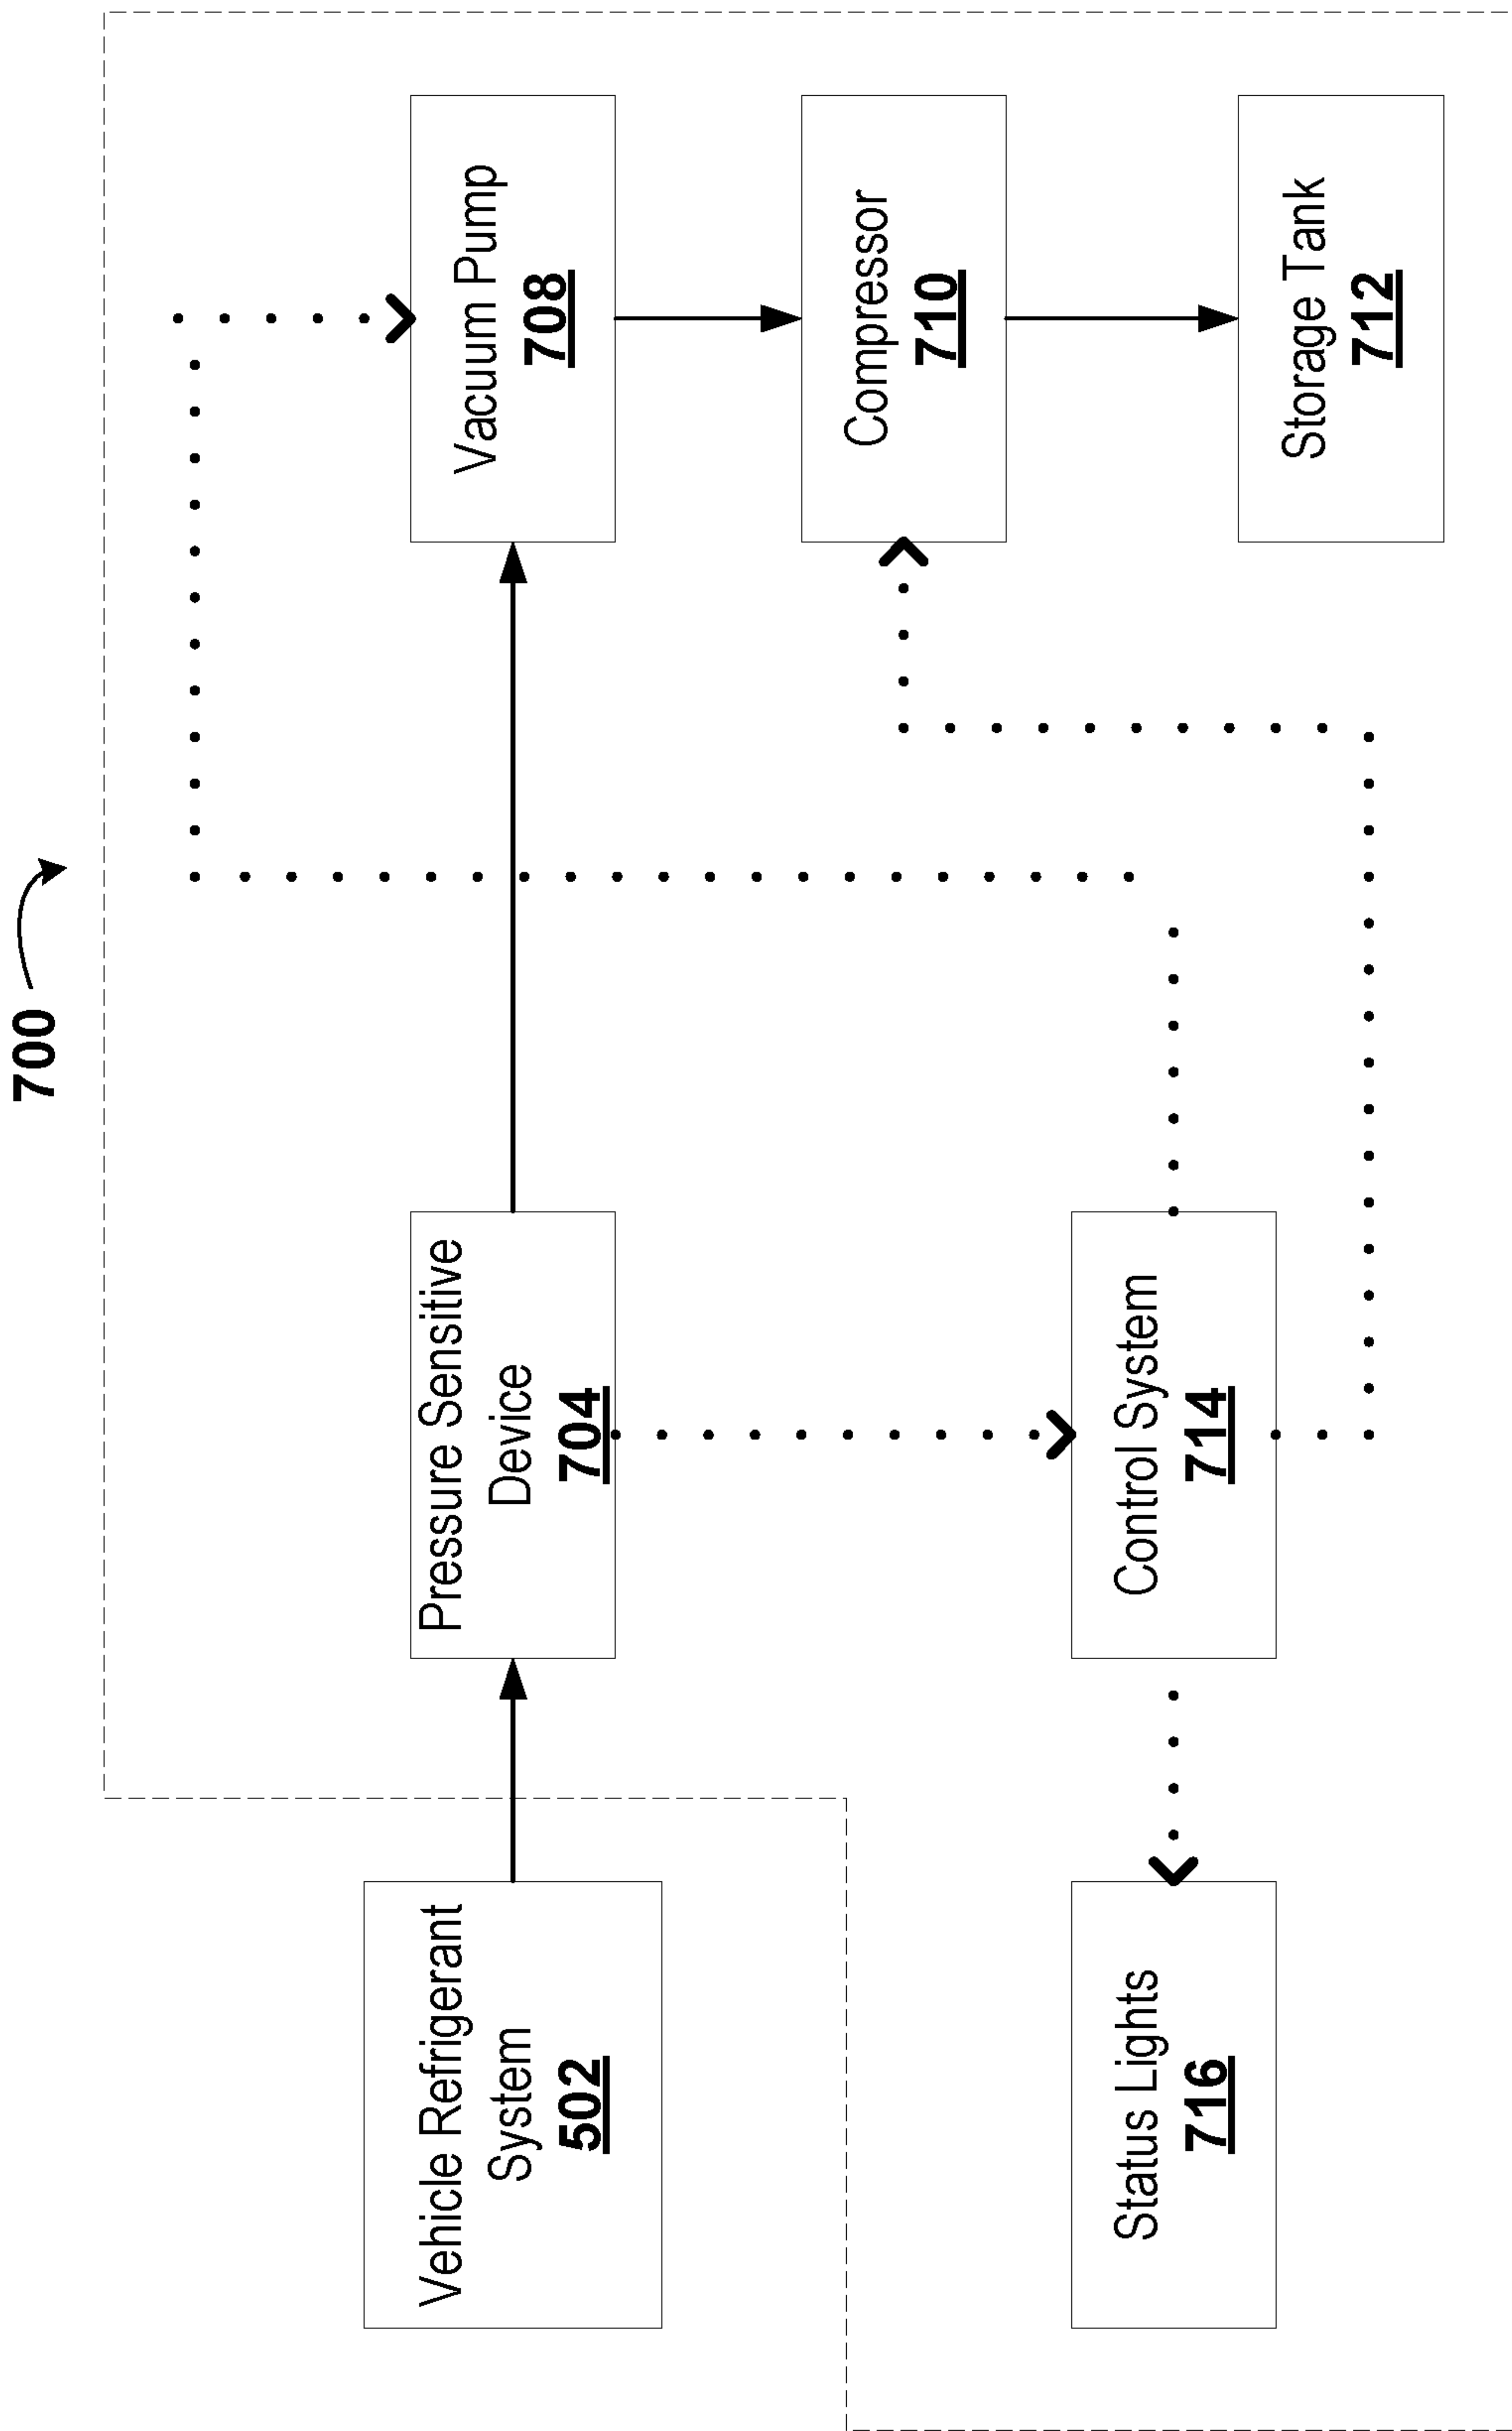 700
Vehicle Refrigerant
System
502
Pressure Sensitive
Device
704
Vacuum Pump
708
Compressor
710
Status Lights
716
Control System
714
Storage Tank
712